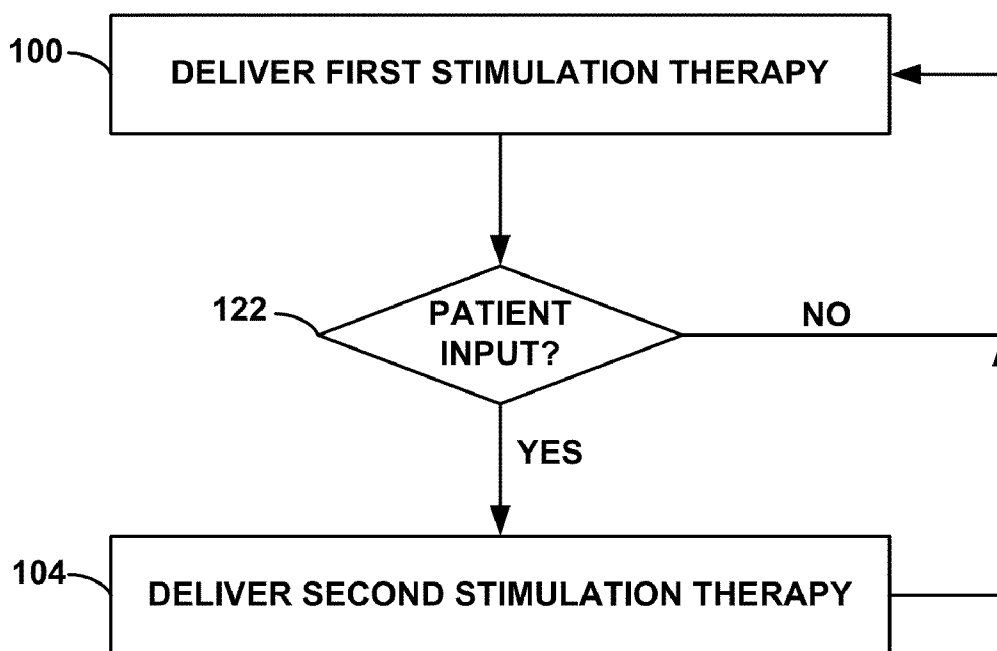 100
DELIVER FIRST STIMULATION THERAPY
122
PATIENT
INPUT?
NO
YES
104
DELIVER SECOND STIMULATION THERAPY